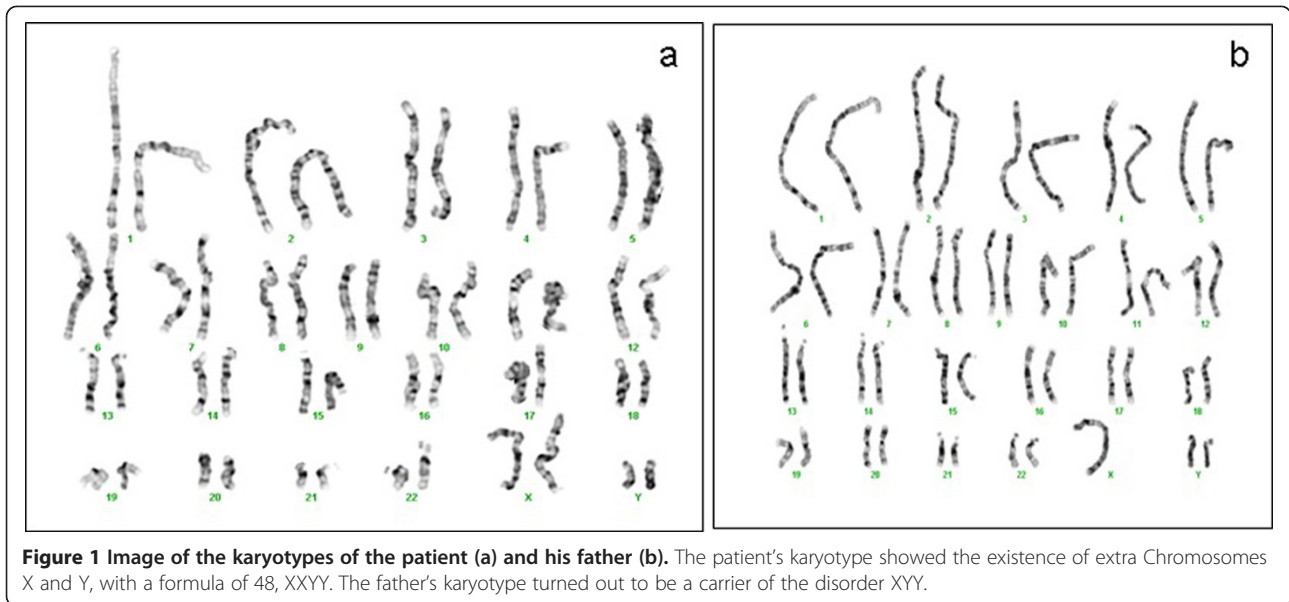 a
1 2 3 4 5
6 7 8 9 10 12
13 14 15 16 17 18
19 20 21 22 X Y
b
1 2 3 4 5
6 7 8 9 10 11 12
13 14 15 16 17 18
19 20 21 22 X Y
Figure 1 Image of the karyotypes of the patient (a) and his father (b). The patient's karyotype showed the existence of extra Chromosomes
X and Y, with a formula of 48, XXYY. The father's karyotype turned out to be a carrier of the disorder XYY.